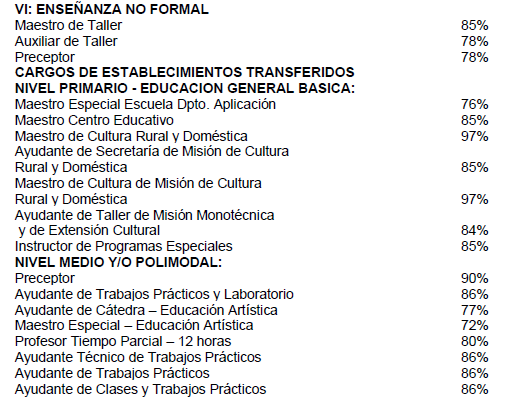 VI: ENSEÑANZA NO FORMAL
Maestro de Taller 85%
Auxiliar de Taller 78%
Preceptor 78%
CARGOS DE ESTABLECIMIENTOS TRANSFERIDOS
NIVEL PRIMARIO - EDUCACION GENERAL BASICA:
Maestro Especial Escuela Dpto. Aplicación 76%
Maestro Centro Educativo 85%
Maestro de Cultura Rural y Doméstica 97%
Ayudante de Secretaría de Misión de Cultura
Rural y Doméstica 85%
Maestro de Cultura de Misión de Cultura
Rural y Doméstica 97%
Ayudante de Taller de Misión Monotécnica
y de Extensión Cultural 84%
Instructor de Programas Especiales 85%
NIVEL MEDIO Y/O POLIMODAL:
Preceptor 90%
Ayudante de Trabajos Prácticos y Laboratorio 86%
Ayudante de Cátedra – Educación Artística 77%
Maestro Especial – Educación Artística 72%
Profesor Tiempo Parcial – 12 horas 80%
Ayudante Técnico de Trabajos Prácticos 86%
Ayudante de Trabajos Prácticos 86%
Ayudante de Clases y Trabajos Prácticos 86%